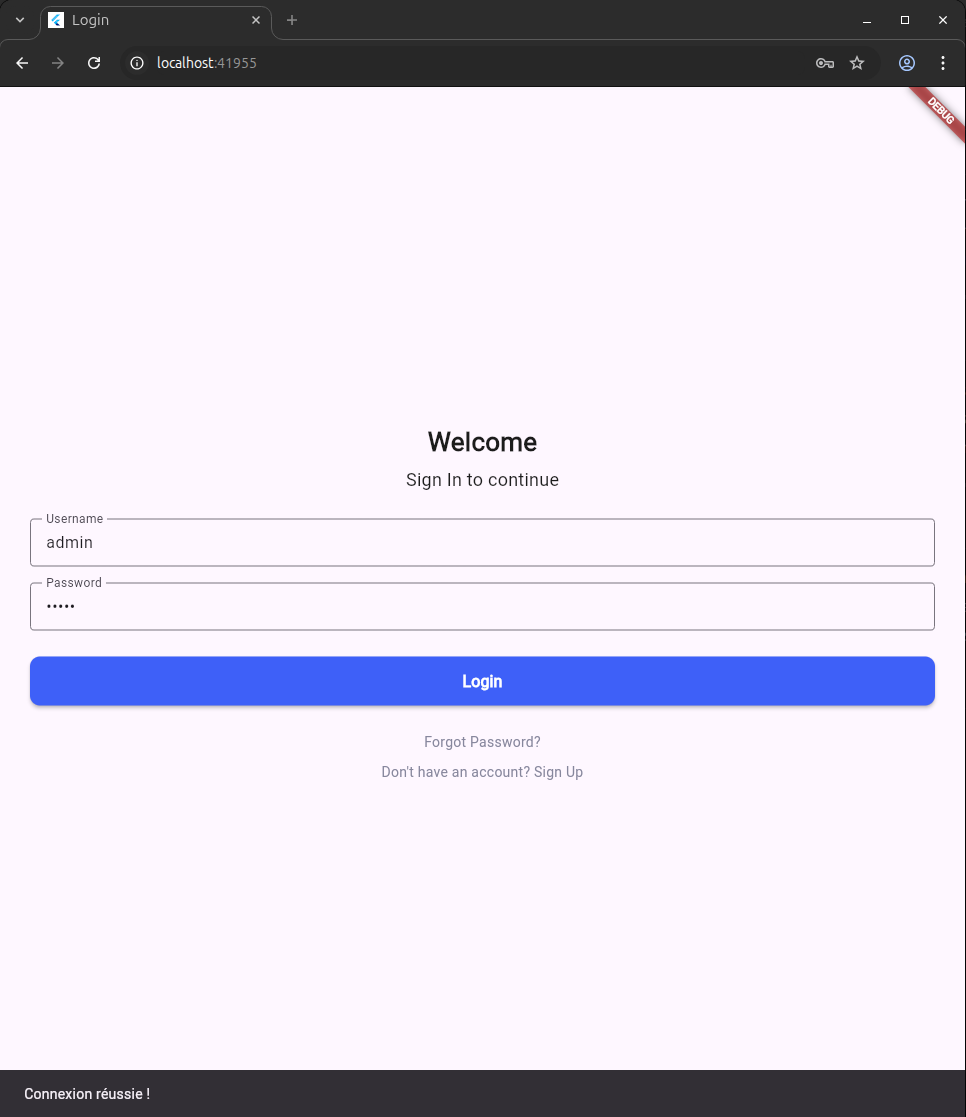 Login
localhost:41955
DEBUG
Welcome
Sign In to continue
Username
admin
Password
•••••
Login
Forgot Password?
Don't have an account? Sign Up
Connexion réussie !